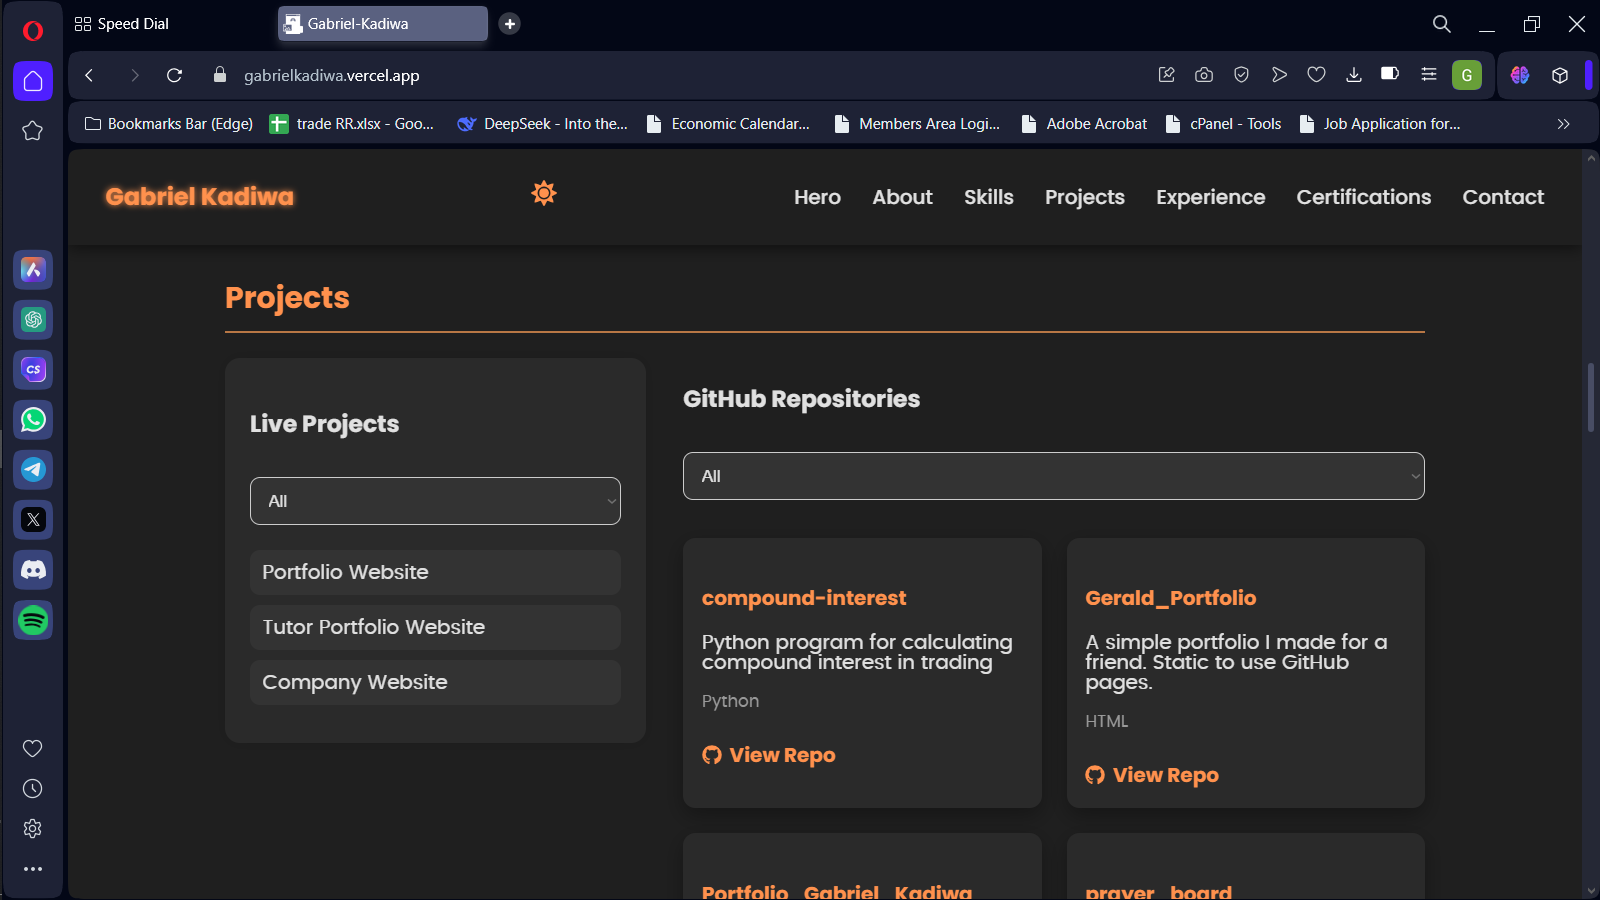 Speed Dial
Gabriel-Kadiwa
gabrielkadiwa.vercel.app
G
Bookmarks Bar (Edge)
trade RR.xlsx - Goo...
DeepSeek - Into the...
Economic Calendar...
Members Area Logi...
Adobe Acrobat
cPanel - Tools
Job Application for...
CS
Gabriel Kadiwa
Hero
About
Skills
Projects
Experience
Certifications
Contact
Projects
Live Projects
All
Portfolio Website
Tutor Portfolio Website
Company Website
GitHub Repositories
All
compound-interest
Python program for calculating
compound interest in trading
Python
View Repo
Gerald_Portfolio
A simple portfolio I made for a
friend. Static to use GitHub
pages.
HTML
View Repo
Portfolio_Gabriel_Kadiwa
prayer_board